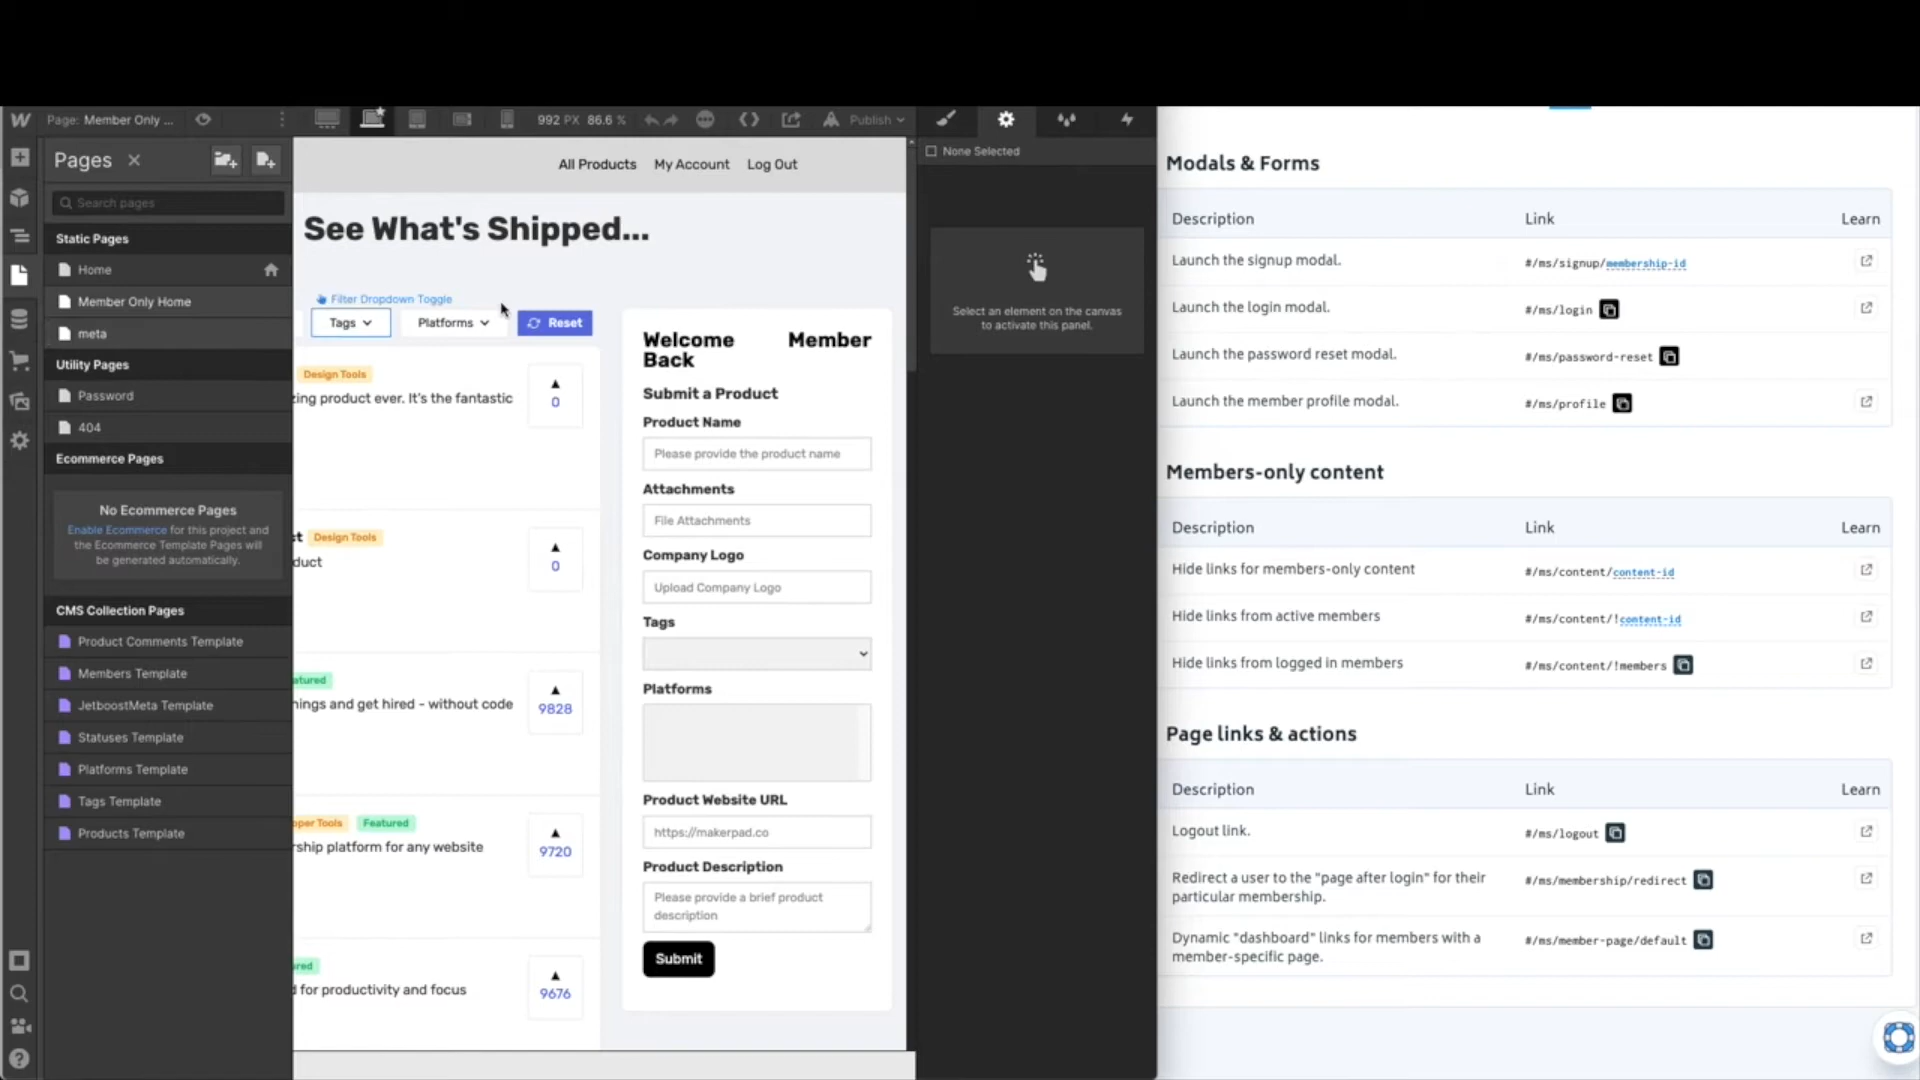 Page: Member Only ...
992 PX 86.6 %
Publish
Pages
Search pages
Static Pages
Home
Member Only Home
meta
Utility Pages
Password
404
Ecommerce Pages
No Ecommerce Pages
Enable Ecommerce for this project and
the Ecommerce Template Pages will
be generated automatically.
CMS Collection Pages
Product Comments Template
Members Template
JetboostMeta Template
Statuses Template
Platforms Template
Tags Template
Products Template
All Products My Account Log Out
See What's Shipped...
Filter Dropdown Toggle
Tags Platforms Reset
Design Tools
zing product ever. It's the fantastic
0
Design Tools
duct
0
hings and get hired - without code
9828
Featured
rship platform for any website
9720
for productivity and focus
9676
Welcome Member
Back
Submit a Product
Product Name
Please provide the product name
Attachments
File Attachments
Company Logo
Upload Company Logo
Tags
Platforms
Product Website URL
https://makerpad.co
Product Description
Please provide a brief product
description
Submit
None Selected
Select an element on the canvas
to activate this panel.
Modals & Forms
Description Link Learn
Launch the signup modal. #/ms/signup/membership-id
Launch the login modal. #/ms/login
Launch the password reset modal. #/ms/password-reset
Launch the member profile modal. #/ms/profile
Members-only content
Description Link Learn
Hide links for members-only content #/ms/content/content-id
Hide links from active members #/ms/content/!content-id
Hide links from logged in members #/ms/content/!members
Page links & actions
Description Link Learn
Logout link. #/ms/logout
Redirect a user to the "page after login" for their #/ms/membership/redirect
particular membership.
Dynamic "dashboard" links for members with a #/ms/member-page/default
member-specific page.